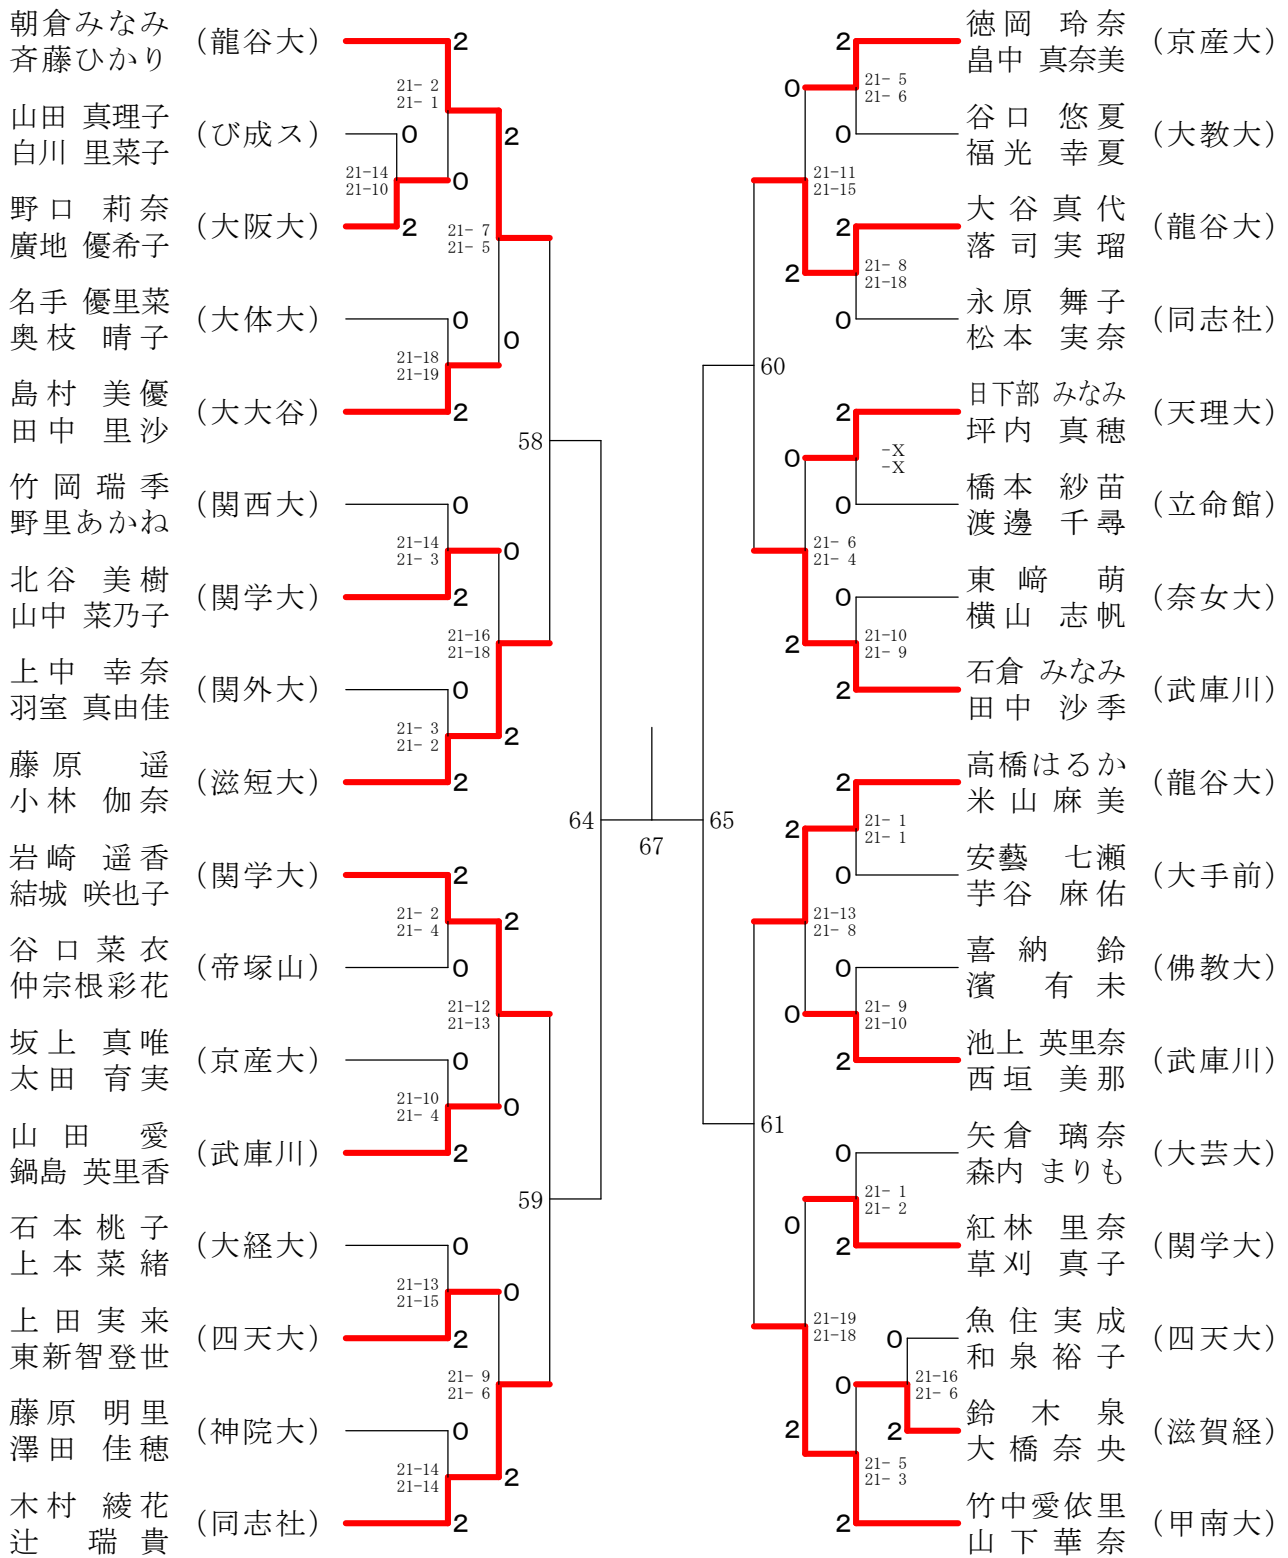 朝倉みなみ
斉藤ひかり
(龍谷大)
2
21- 2
21- 1
山田 真理子
白川 里菜子
(び成ス)
0
2
21-14
21-10
0
野口 莉奈
廣地 優希子
(大阪大)
2
21- 7
21- 5
名手 優里菜
奥枝 晴子
(大体大)
0
0
21-18
21-19
島村 美優
田中 里沙
(大大谷)
2
58
竹岡瑞季
野里あかね
(関西大)
0
21-14
21- 3
0
北谷 美樹
山中 菜乃子
(関学大)
2
21-16
21-18
上中 幸奈
羽室 真由佳
(関外大)
0
21- 3
21- 2
2
藤原 遥
小林 伽奈
(滋短大)
2
64
岩崎 遥香
結城 咲也子
(関学大)
2
21- 2
21- 4
2
谷口菜衣
仲宗根彩花
(帝塚山)
0
21-12
21-13
坂上 真唯
太田 育実
(京産大)
0
21-10
21- 4
0
山田 愛
鍋島 英里香
(武庫川)
2
59
石本桃子
上本菜緒
(大経大)
0
21-13
21-15
0
上田実来
東新智登世
(四天大)
2
21- 9
21- 6
藤原 明里
澤田 佳穂
(神院大)
0
21-14
21-14
2
木村 綾花
辻 瑞貴
(同志社)
2
67
徳岡 玲奈
畠中 真奈美
(京産大)
2
0
21- 5
21- 6
谷口 悠夏
福光 幸夏
(大教大)
0
21-11
21-15
大谷真代
落司実瑠
(龍谷大)
2
2
21- 8
21-18
永原 舞子
松本 実奈
(同志社)
0
60
日下部 みなみ
坪内 真穂
(天理大)
2
0
-X
-X
橋本 紗苗
渡邊 千尋
(立命館)
0
21- 6
21- 4
東﨑 萌
横山 志帆
(奈女大)
0
2
21-10
21- 9
石倉 みなみ
田中 沙季
(武庫川)
2
65
高橋はるか
米山麻美
(龍谷大)
2
2
21- 1
21- 1
安藝 七瀬
芋谷 麻佑
(大手前)
0
21-13
21- 8
喜納 鈴
濱 有未
(佛教大)
0
0
21- 9
21-10
池上 英里奈
西垣 美那
(武庫川)
2
61
矢倉 璃奈
森内 まりも
(大芸大)
0
0
21- 1
21- 2
紅林 里奈
草刈 真子
(関学大)
2
21-19
21-18
魚住実成
和泉裕子
(四天大)
0
0
21-16
21- 6
鈴木 泉
大橋奈央
(滋賀経)
2
2
21- 5
21- 3
竹中愛依里
山下華奈
(甲南大)
2